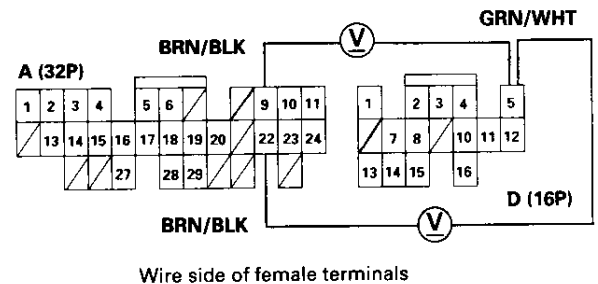 GRN/WHT
BRN/BLK
V
A (32P)
1 2 3 4 5 6 9 10 11
13 14 15 16 17 18 19 20 22 23 24
27 28 29
1 2 3 4 5
7 8 10 11 12
13 14 15 16
D (16P)
BRN/BLK
V
Wire side of female terminals